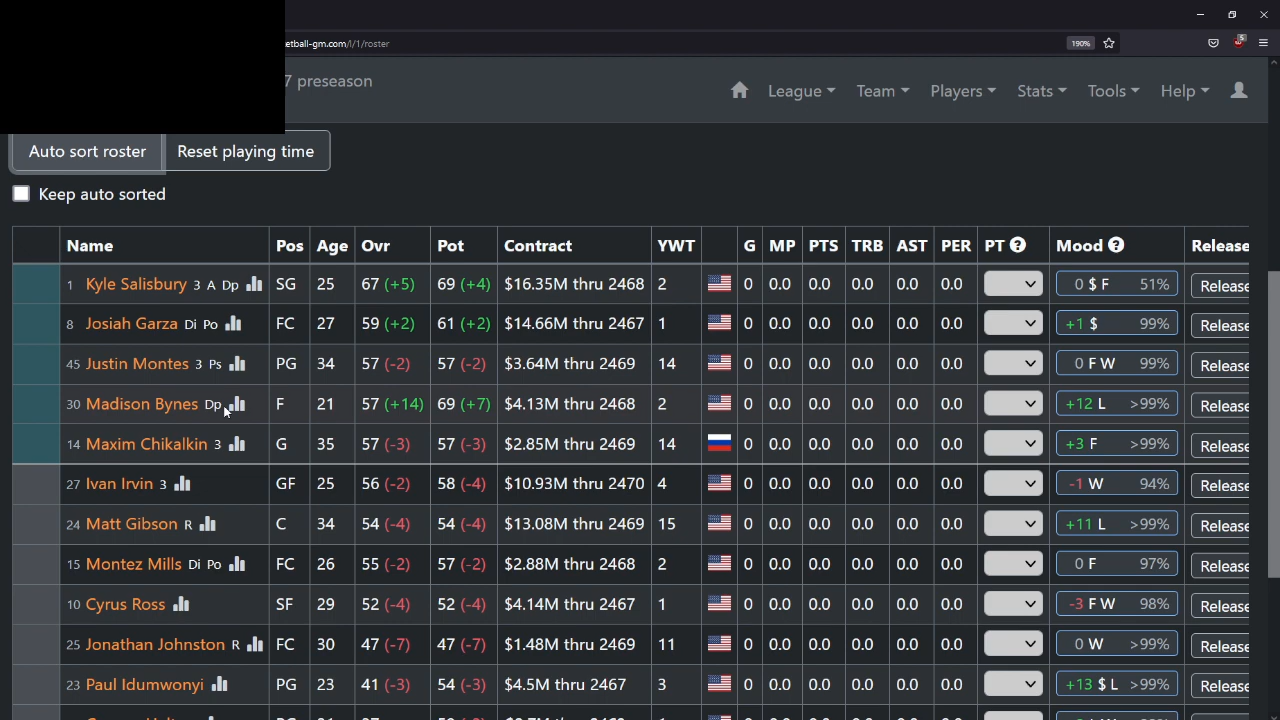 etball-gm.com/l/1/roster 190% 5
7 preseason
League Team Players Stats Tools Help
Auto sort roster Reset playing time
Keep auto sorted
Name Pos Age Ovr Pot Contract YWT G MP PTS TRB AST PER PT ? Mood ? Release
1 Kyle Salisbury 3 A Dp SG 25 67 (+5) 69 (+4) $16.35M thru 2468 2 0 0.0 0.0 0.0 0.0 0.0 0 $ F 51% Release
8 Josiah Garza Di Po FC 27 59 (+2) 61 (+2) $14.66M thru 2467 1 0 0.0 0.0 0.0 0.0 0.0 +1 $ 99% Release
45 Justin Montes 3 Ps PG 34 57 (-2) 57 (-2) $3.64M thru 2469 14 0 0.0 0.0 0.0 0.0 0.0 0 F W 99% Release
30 Madison Bynes Dp F 21 57 (+14) 69 (+7) $4.13M thru 2468 2 0 0.0 0.0 0.0 0.0 0.0 +12 L >99% Release
14 Maxim Chikalkin 3 G 35 57 (-3) 57 (-3) $2.85M thru 2469 14 0 0.0 0.0 0.0 0.0 0.0 +3 F >99% Release
27 Ivan Irvin 3 GF 25 56 (-2) 58 (-4) $10.93M thru 2470 4 0 0.0 0.0 0.0 0.0 0.0 -1 W 94% Release
24 Matt Gibson R C 34 54 (-4) 54 (-4) $13.08M thru 2469 15 0 0.0 0.0 0.0 0.0 0.0 +11 L >99% Release
15 Montez Mills Di Po FC 26 55 (-2) 57 (-2) $2.88M thru 2468 2 0 0.0 0.0 0.0 0.0 0.0 0 F 97% Release
10 Cyrus Ross SF 29 52 (-4) 52 (-4) $4.14M thru 2467 1 0 0.0 0.0 0.0 0.0 0.0 -3 F W 98% Release
25 Jonathan Johnston R FC 30 47 (-7) 47 (-7) $1.48M thru 2469 11 0 0.0 0.0 0.0 0.0 0.0 0 W >99% Release
23 Paul Idumwonyi PG 23 41 (-3) 54 (-3) $4.5M thru 2467 3 0 0.0 0.0 0.0 0.0 0.0 +13 $ L >99% Release